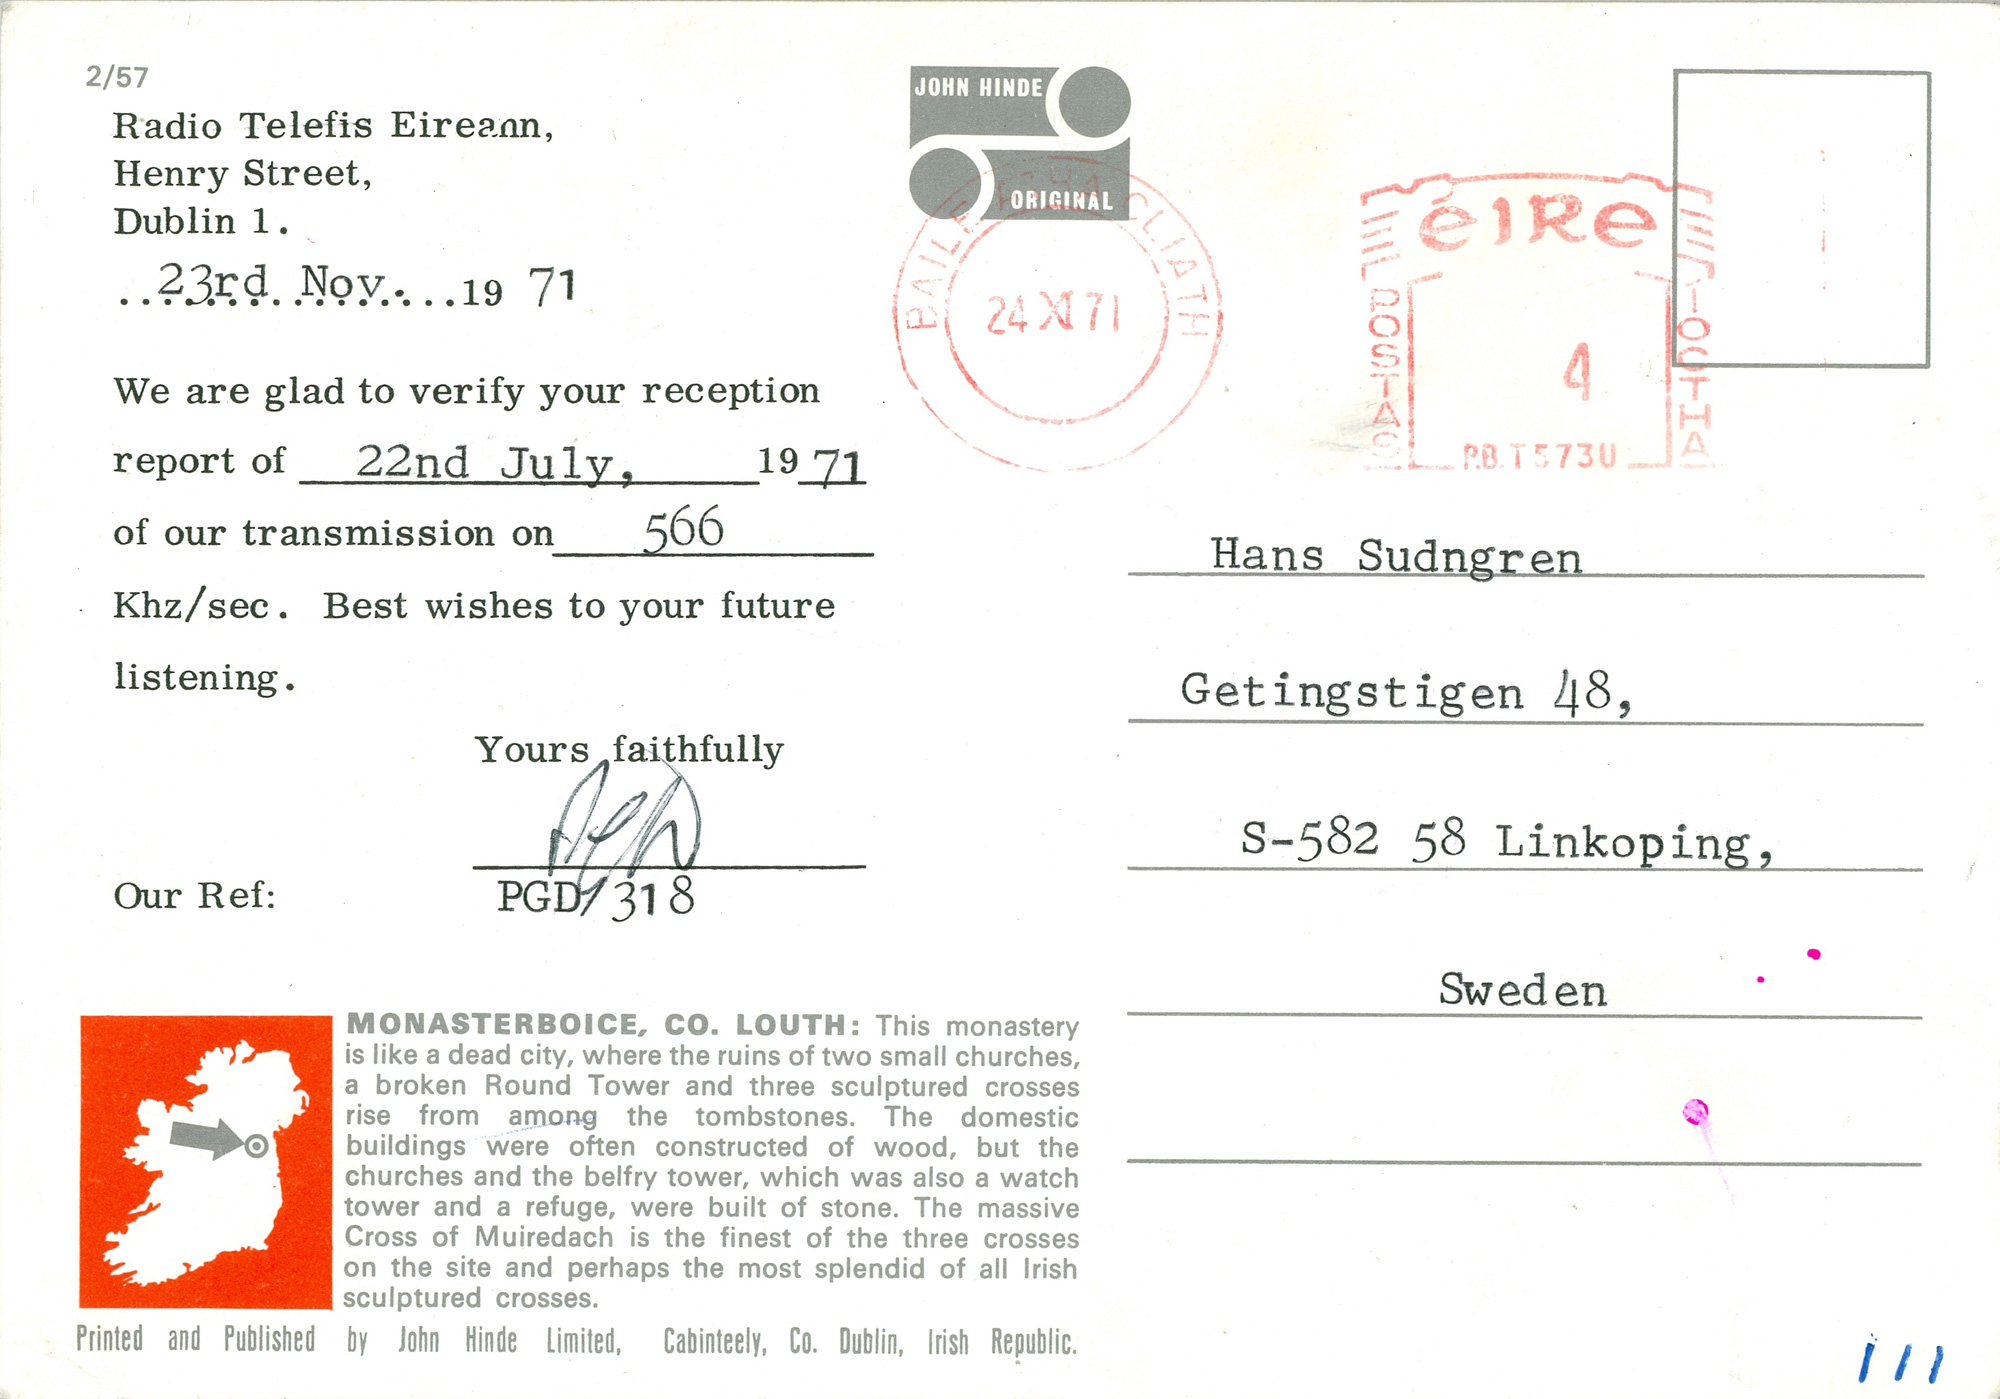 2/57
Radio Telefis Eireann,
Henry Street,
Dublin 1.
..23rd Nov....19 71
We are glad to verify your reception
report of 22nd July, 19 71
of our transmission on 566
Khz/sec. Best wishes to your future
listening.
Yours faithfully
Our Ref: PGD/318
MONASTERBOICE, CO. LOUTH: This monastery
is like a dead city, where the ruins of two small churches,
a broken Round Tower and three sculptured crosses
rise from among the tombstones. The domestic
buildings were often constructed of wood, but the
churches and the belfry tower, which was also a watch
tower and a refuge, were built of stone. The massive
Cross of Muiredach is the finest of the three crosses
on the site and perhaps the most splendid of all Irish
sculptured crosses.
Printed and Published by John Hinde Limited, Cabinteely, Co. Dublin, Irish Republic.
JOHN HINDE
ORIGINAL
BAILE ÁTHA CLIATH
24 XI 71
éire
POSTAS
4
IOCTHA
P.B.T573U
Hans Sudngren
Getingstigen 48,
S-582 58 Linkoping,
Sweden
111